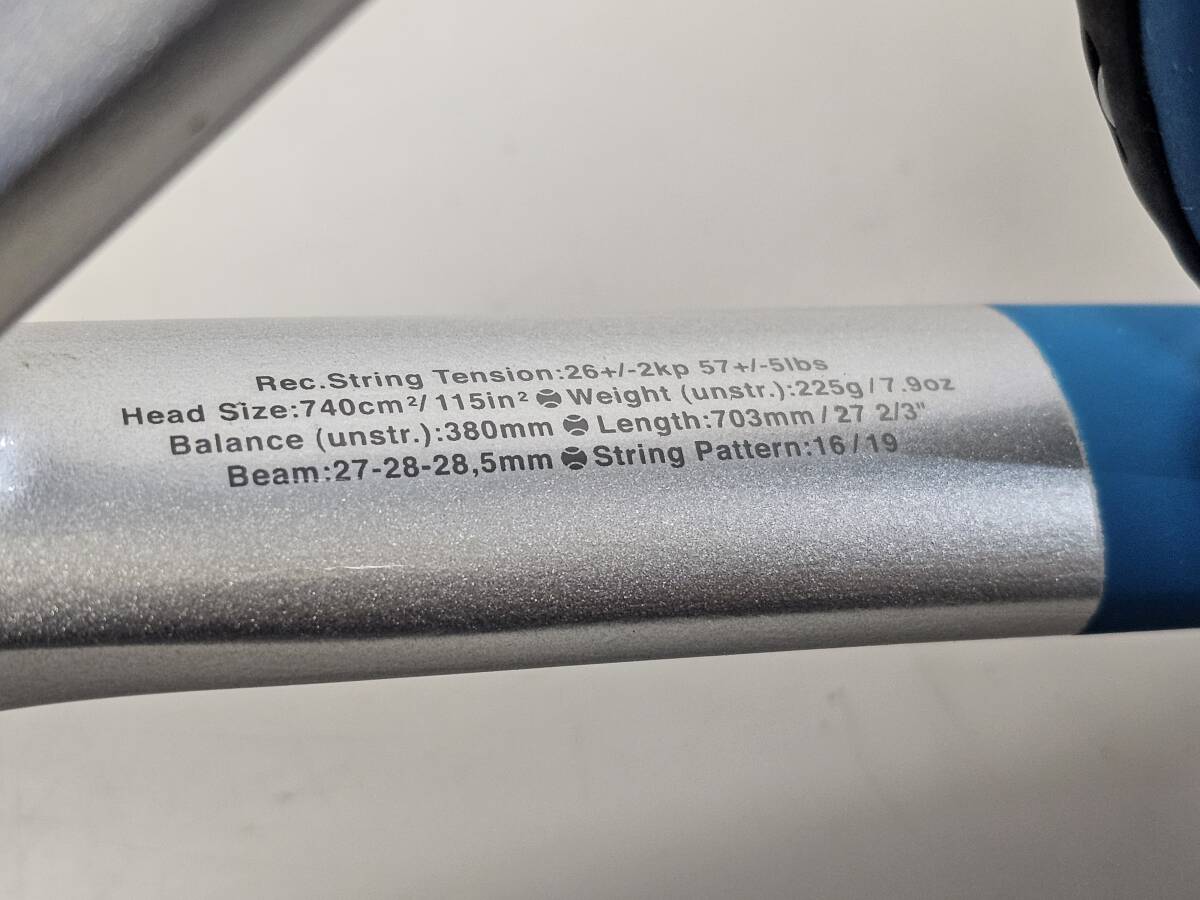 Rec.String Tension:26+/-2kp 57+/-5lbs
Head Size:740cm²/115in² Weight (unstr.):225g/7.9oz
Balance (unstr.):380mm Length:703mm/27 2/3"
Beam:27-28-28,5mm String Pattern:16/19